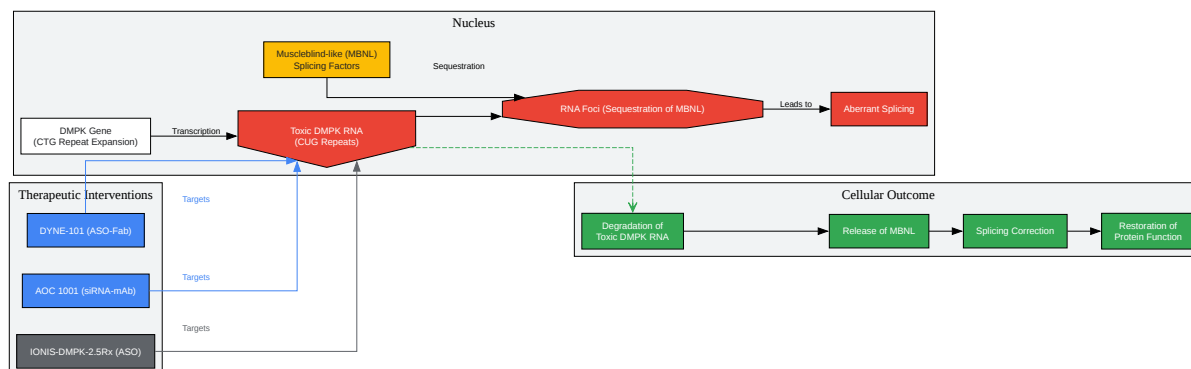 Nucleus
Muscleblind-like (MBNL)
Splicing Factors
Sequestration
RNA Foci (Sequestration of MBNL)
Leads to
Aberrant Splicing
DMPK Gene
(CTG Repeat Expansion)
Transcription
Toxic DMPK RNA
(CUG Repeats)
Therapeutic Interventions
Targets
DYNE-101 (ASO-Fab)
Targets
AOC 1001 (siRNA-mAb)
Targets
IONIS-DMPK-2.5Rx (ASO)
Cellular Outcome
Degradation of
Toxic DMPK RNA
Release of MBNL
Splicing Correction
Restoration of
Protein Function